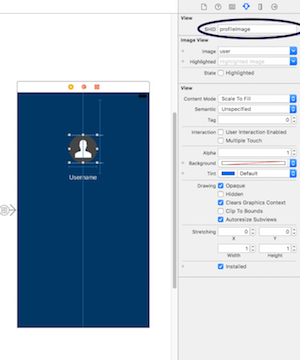 View
SHD profileImage
Image View
Image user
Highlighted Highlighted Image
State Highlighted
View
Content Mode Scale To Fill
Semantic Unspecified
Tag 0
Interaction User Interaction Enabled
Multiple Touch
Alpha 1
Background
Tint Default
Drawing Opaque
Hidden
Clears Graphics Context
Clip To Bounds
Autoresize Subviews
Stretching 0 0
X Y
1 1
Width Height
Installed
Username